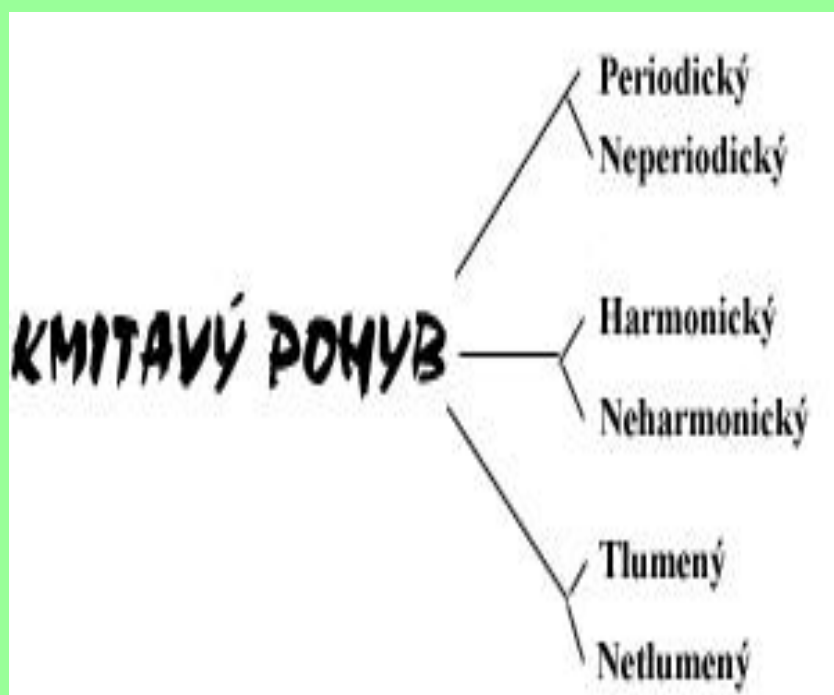 Periodický
Neperiodický
KMITAVÝ POHYB
Harmonický
Neharmonický
Tlumený
Netlumený